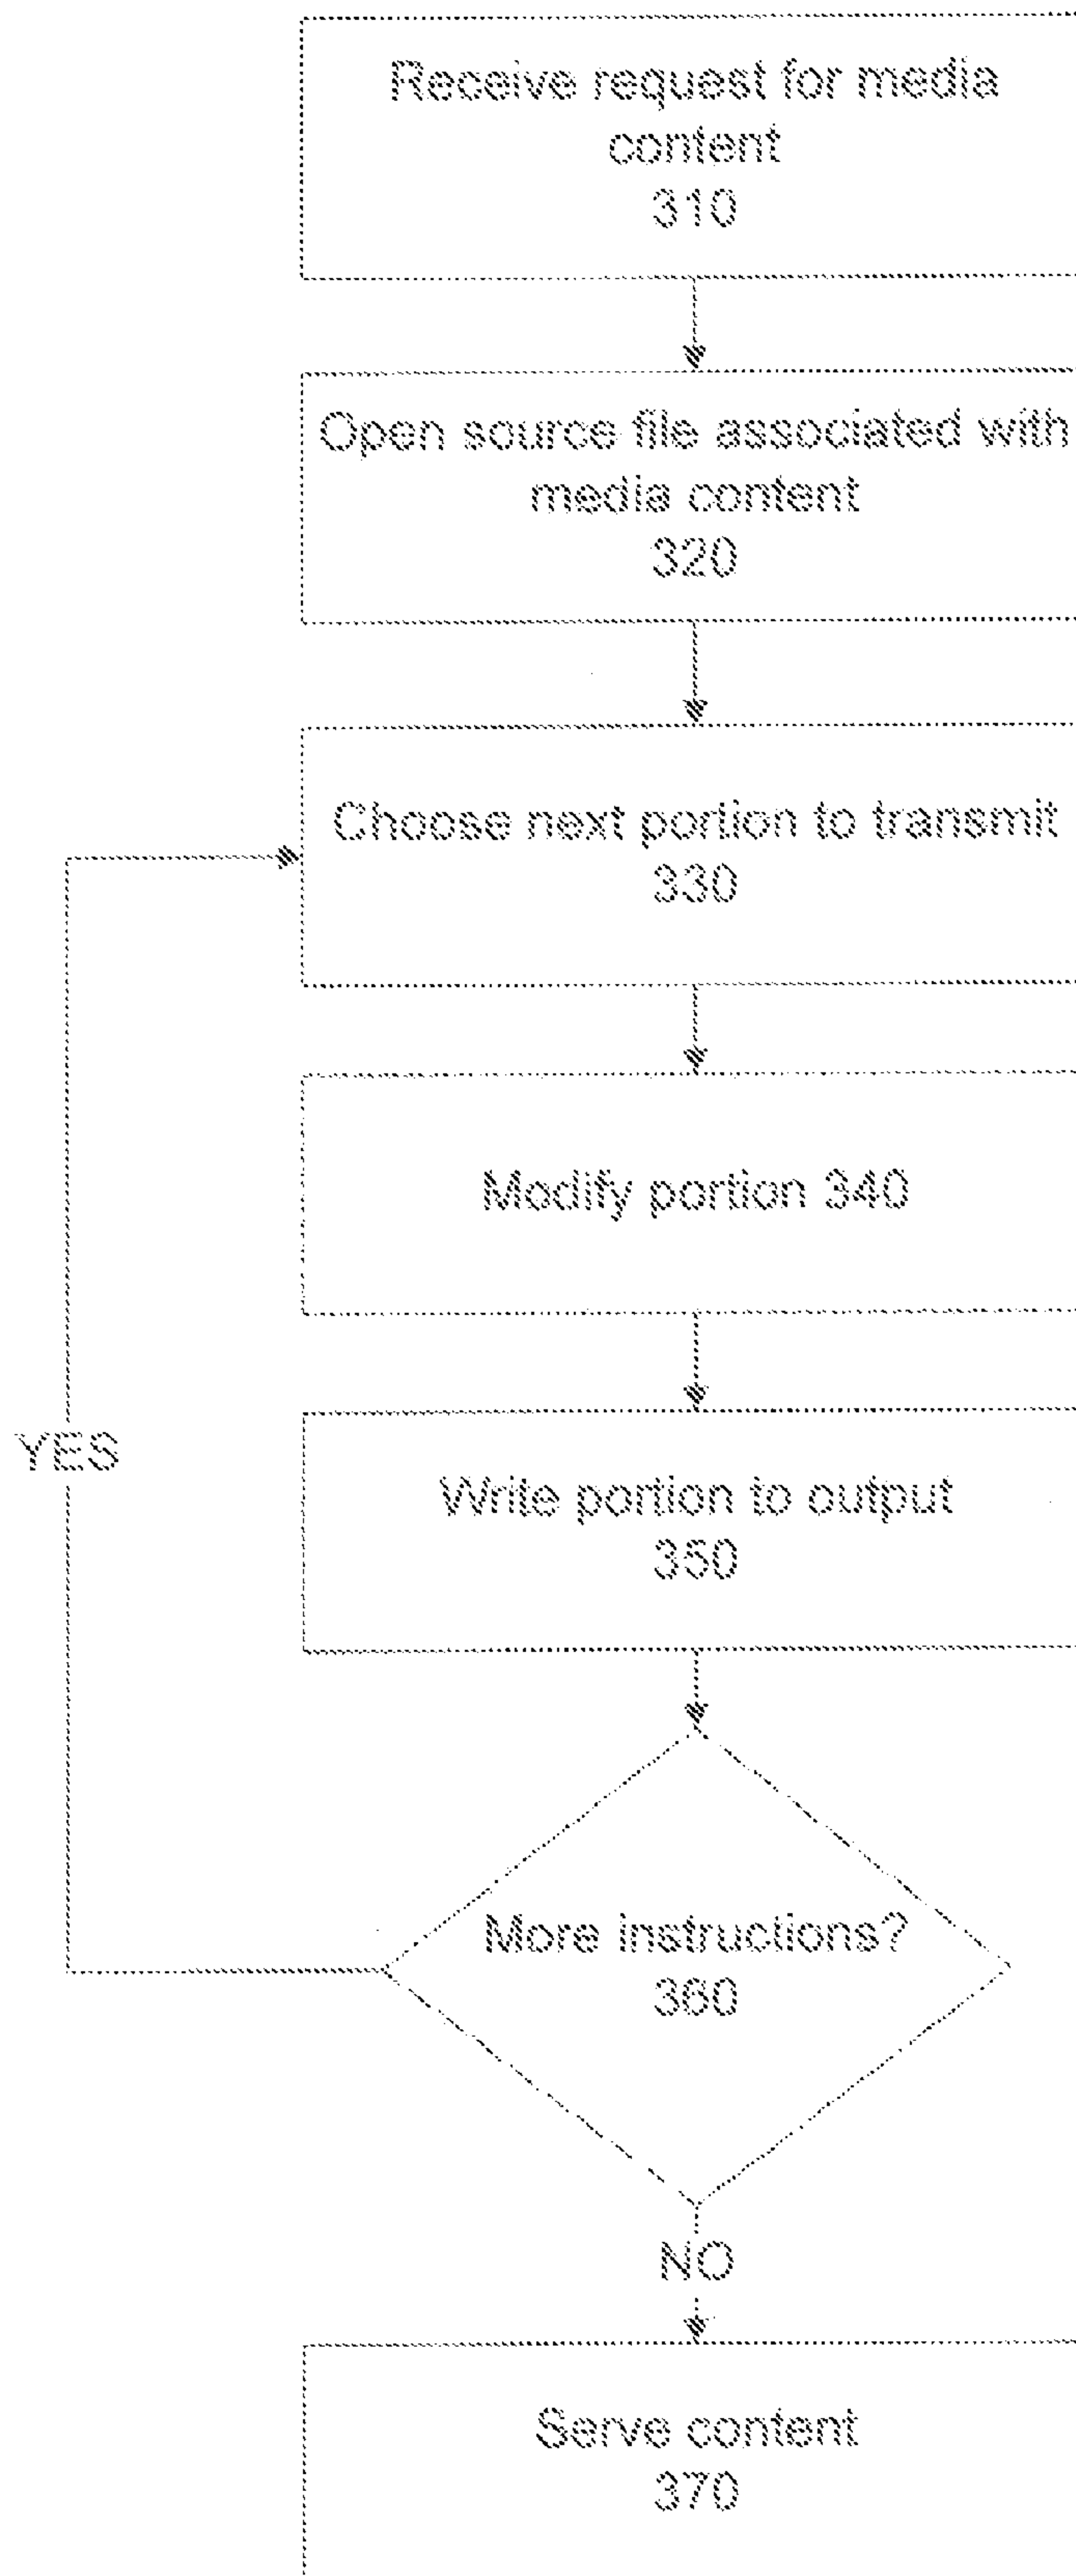 Receive request for media
content
310
Open source file associated with
media content
320
Choose next portion to transmit
330
Modify portion 340
YES
Write portion to output
350
More instructions?
360
NO
Serve content
370